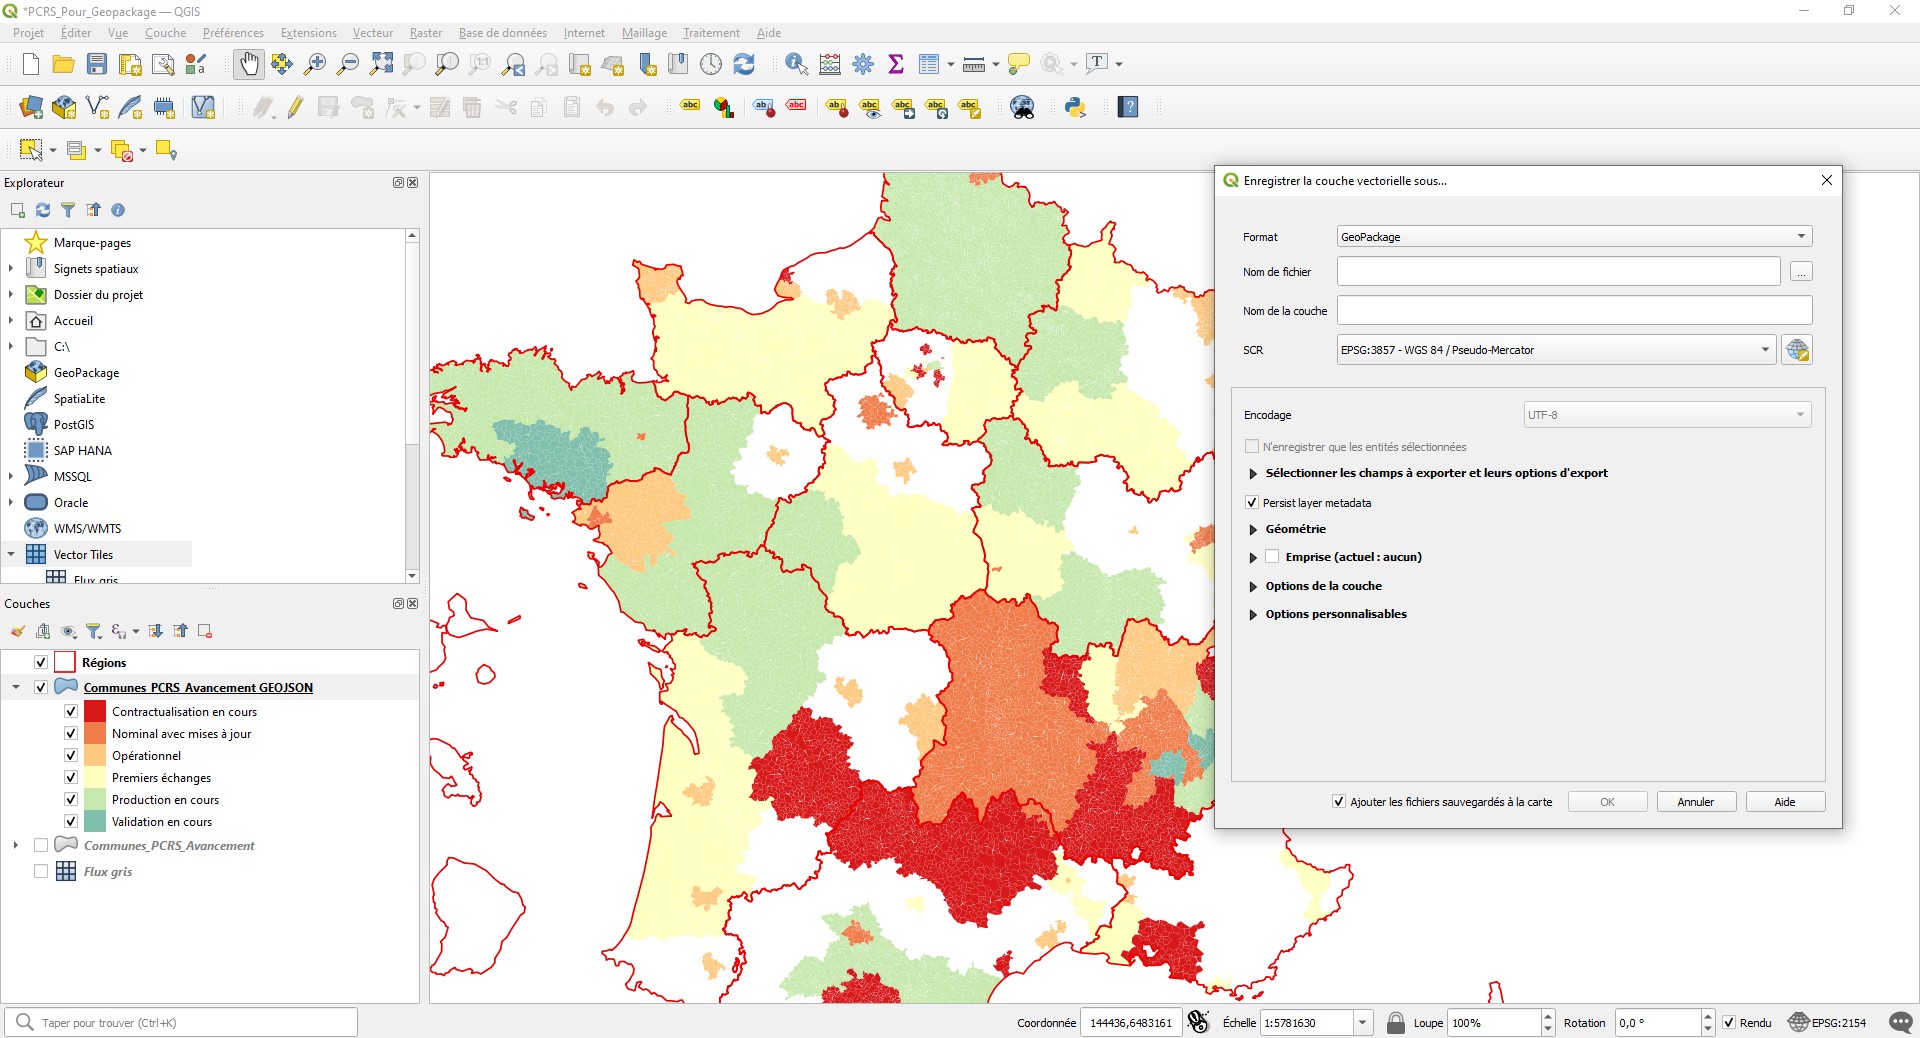 *PCRS_Pour_Geopackage — QGIS
Projet Éditer Vue Couche Préférences Extensions Vecteur Raster Base de données Internet Maillage Traitement Aide
Explorateur
Marque-pages
Signets spatiaux
Dossier du projet
Accueil
C:\
GeoPackage
SpatiaLite
PostGIS
SAP HANA
MSSQL
Oracle
WMS/WMTS
Vector Tiles
Flux gris
Couches
Régions
Communes_PCRS_Avancement GEOJSON
Contractualisation en cours
Nominal avec mises à jour
Opérationnel
Premiers échanges
Production en cours
Validation en cours
Communes_PCRS_Avancement
Flux gris
Enregistrer la couche vectorielle sous...
Format GeoPackage
Nom de fichier ...
Nom de la couche
SCR EPSG:3857 - WGS 84 / Pseudo-Mercator
Encodage UTF-8
N'enregistrer que les entités sélectionnées
Sélectionner les champs à exporter et leurs options d'export
Persist layer metadata
Géométrie
Emprise (actuel : aucun)
Options de la couche
Options personnalisables
Ajouter les fichiers sauvegardés à la carte OK Annuler Aide
Taper pour trouver (Ctrl+K) Coordonnée 144436,6483161 Échelle 1:5781630 Loupe 100% Rotation 0,0 ° Rendu EPSG:2154